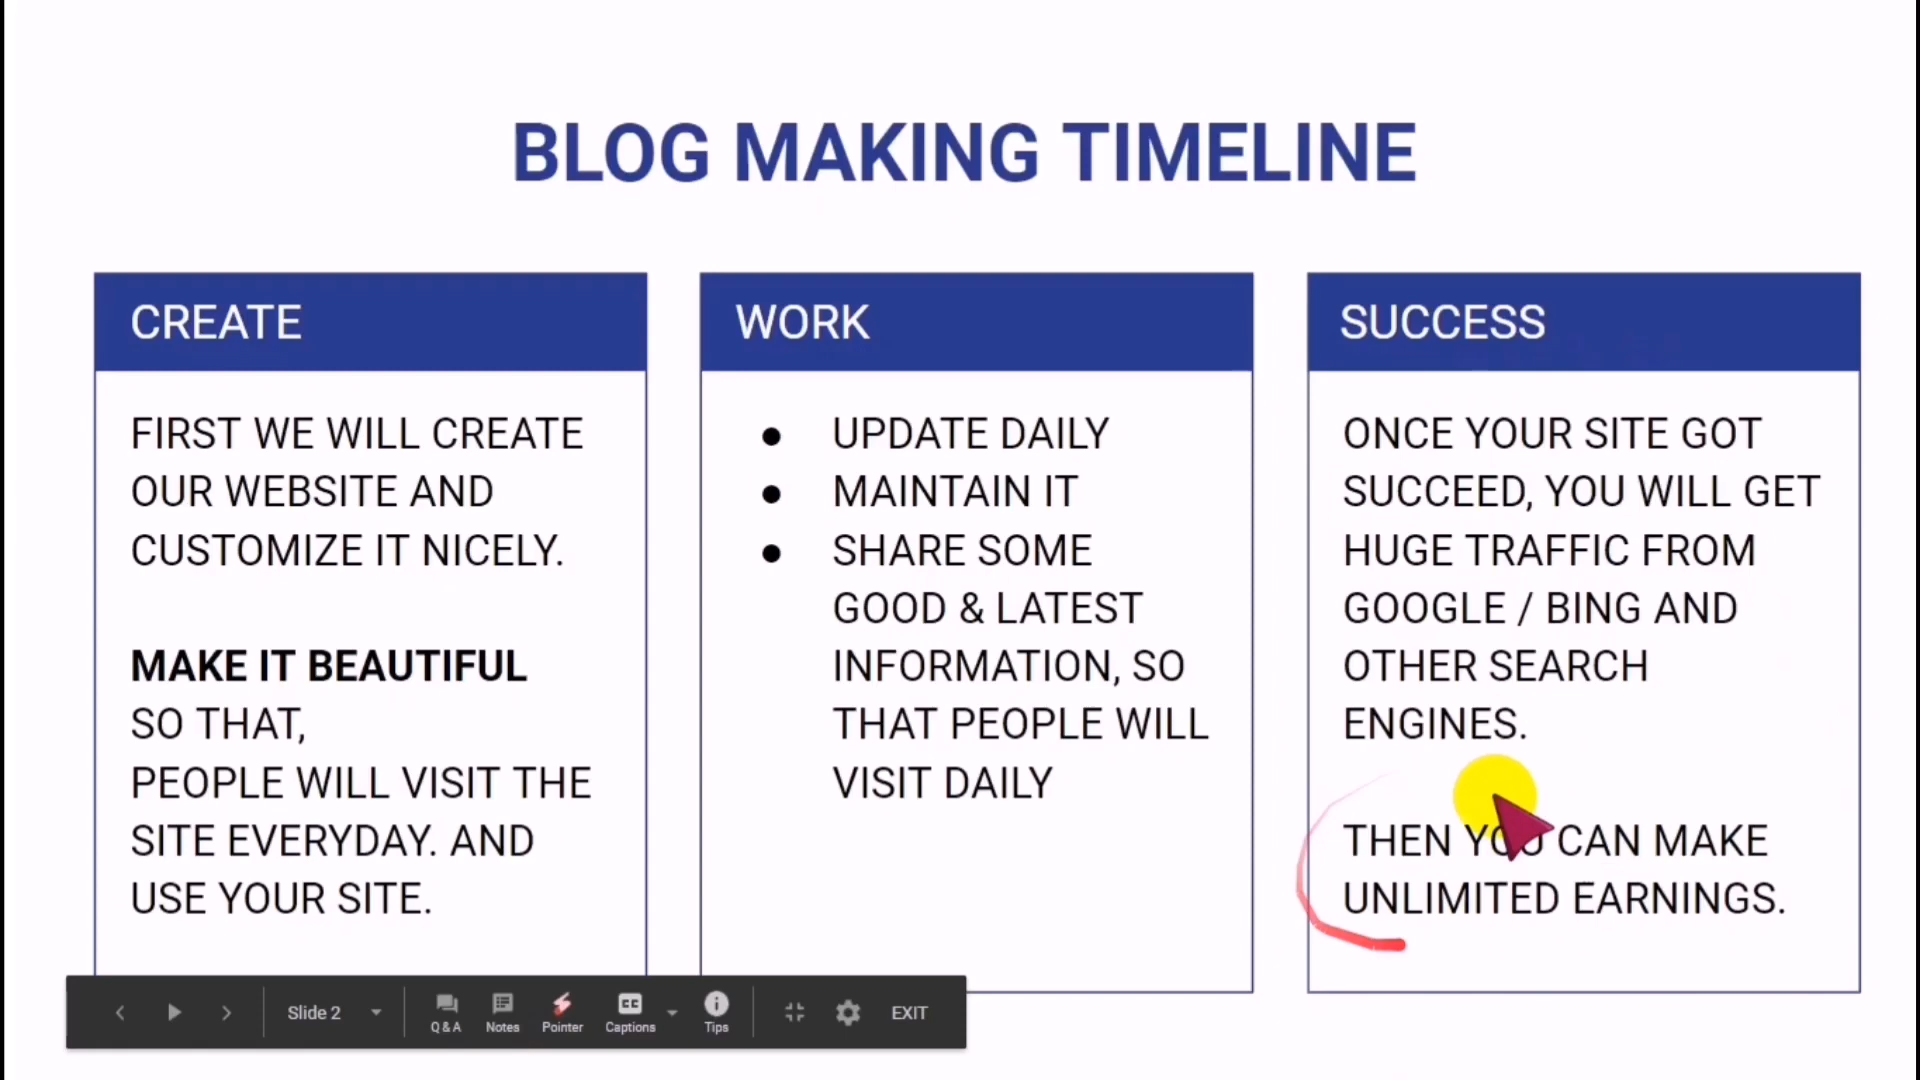 BLOG MAKING TIMELINE
CREATE
FIRST WE WILL CREATE
OUR WEBSITE AND
CUSTOMIZE IT NICELY.
MAKE IT BEAUTIFUL
SO THAT,
PEOPLE WILL VISIT THE
SITE EVERYDAY. AND
USE YOUR SITE.
WORK
● UPDATE DAILY
● MAINTAIN IT
● SHARE SOME
GOOD & LATEST
INFORMATION, SO
THAT PEOPLE WILL
VISIT DAILY
SUCCESS
ONCE YOUR SITE GOT
SUCCEED, YOU WILL GET
HUGE TRAFFIC FROM
GOOGLE / BING AND
OTHER SEARCH
ENGINES.
THEN YOU CAN MAKE
UNLIMITED EARNINGS.
Slide 2
Q & A
Notes
Pointer
CC
Captions
Tips
EXIT